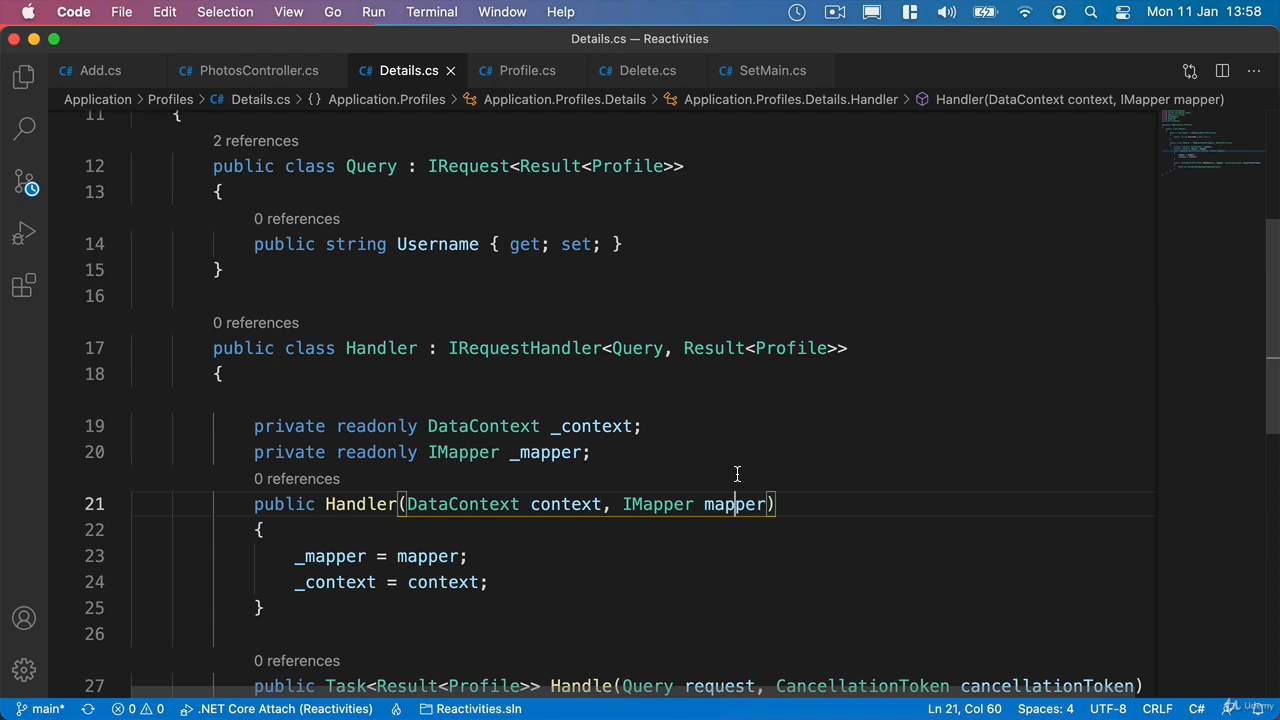 Code File Edit Selection View Go Run Terminal Window Help Mon 11 Jan 13:58
Details.cs — Reactivities
C# Add.cs C# PhotosController.cs C# Details.cs C# Profile.cs C# Delete.cs C# SetMain.cs
Application > Profiles > C# Details.cs > {} Application.Profiles > Application.Profiles.Details > Application.Profiles.Details.Handler > Handler(DataContext context, IMapper mapper)
11 {
2 references
12 public class Query : IRequest<Result<Profile>>
13 {
0 references
14 public string Username { get; set; }
15 }
16
0 references
17 public class Handler : IRequestHandler<Query, Result<Profile>>
18 {
19 private readonly DataContext _context;
20 private readonly IMapper _mapper;
0 references
21 public Handler(DataContext context, IMapper mapper)
22 {
23 _mapper = mapper;
24 _context = context;
25 }
26
0 references
27 public Task<Result<Profile>> Handle(Query request, CancellationToken cancellationToken)
main* 0 0 .NET Core Attach (Reactivities) Reactivities.sln Ln 21, Col 60 Spaces: 4 UTF-8 CRLF C# Udemy